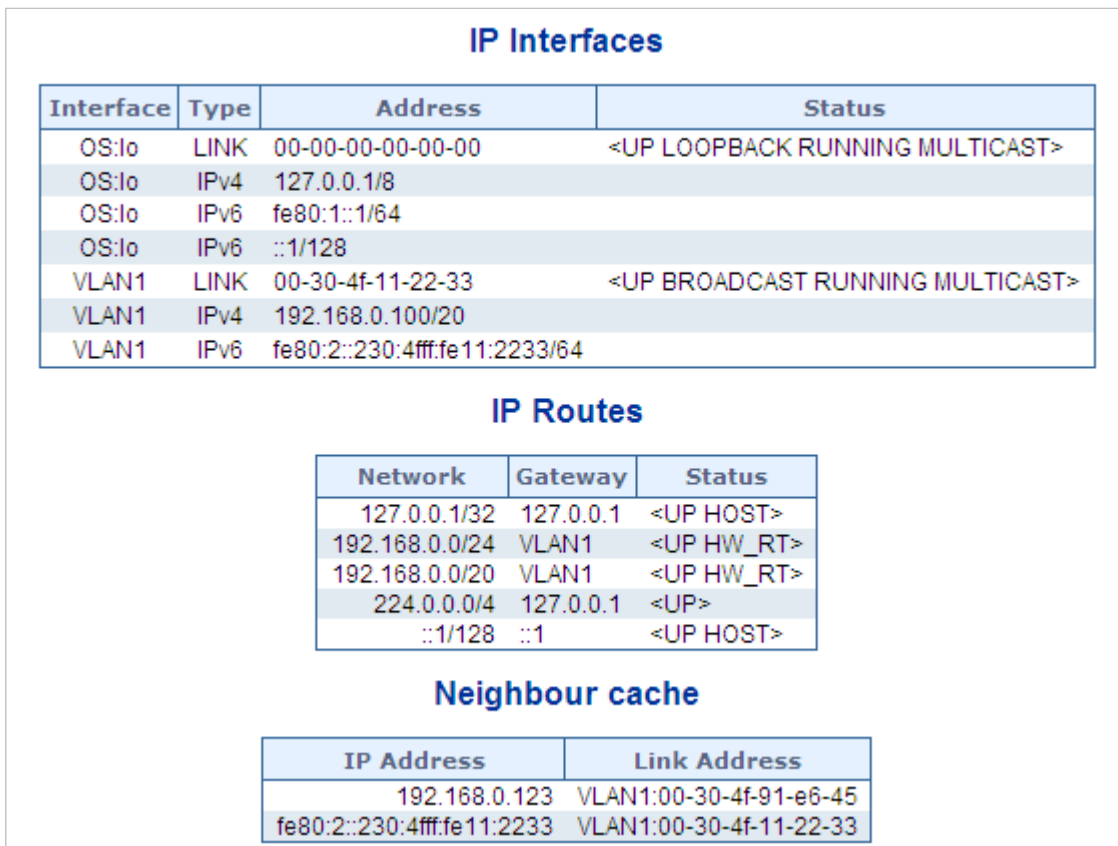 IP Interfaces
Interface Type Address Status
OS:lo LINK 00-00-00-00-00-00 <UP LOOPBACK RUNNING MULTICAST>
OS:lo IPv4 127.0.0.1/8
OS:lo IPv6 fe80:1::1/64
OS:lo IPv6 ::1/128
VLAN1 LINK 00-30-4f-11-22-33 <UP BROADCAST RUNNING MULTICAST>
VLAN1 IPv4 192.168.0.100/20
VLAN1 IPv6 fe80:2::230:4fff:fe11:2233/64
IP Routes
Network Gateway Status
127.0.0.1/32 127.0.0.1 <UP HOST>
192.168.0.0/24 VLAN1 <UP HW_RT>
192.168.0.0/20 VLAN1 <UP HW_RT>
224.0.0.0/4 127.0.0.1 <UP>
::1/128 ::1 <UP HOST>
Neighbour cache
IP Address Link Address
192.168.0.123 VLAN1:00-30-4f-91-e6-45
fe80:2::230:4fff:fe11:2233 VLAN1:00-30-4f-11-22-33